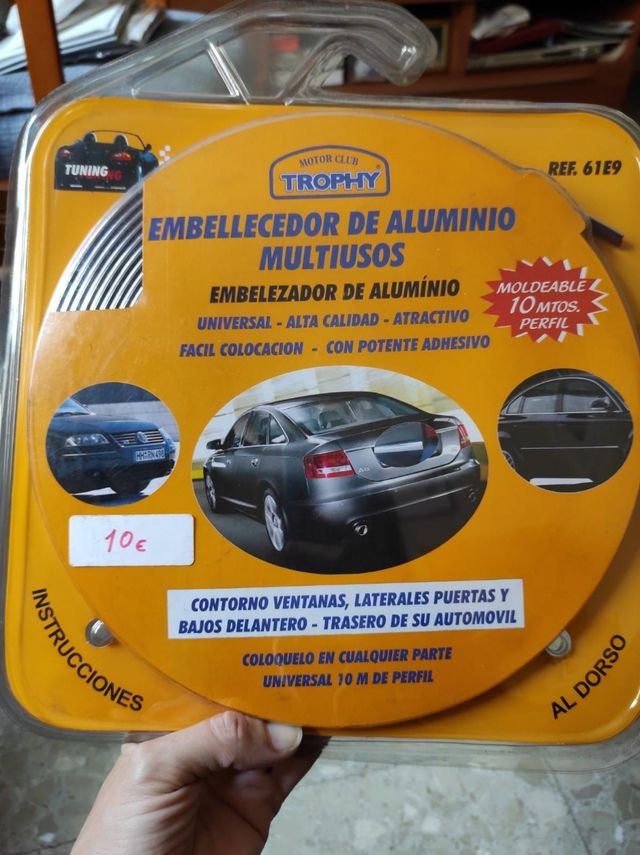 TUNING
MOTOR CLUB
TROPHY
REF. 61E9
EMBELLECEDOR DE ALUMINIO
MULTIUSOS
EMBELEZADOR DE ALUMÍNIO
UNIVERSAL - ALTA CALIDAD - ATRACTIVO
FACIL COLOCACION - CON POTENTE ADHESIVO
MOLDEABLE
10 MTOS.
PERFIL
10€
CONTORNO VENTANAS, LATERALES PUERTAS Y
BAJOS DELANTERO - TRASERO DE SU AUTOMOVIL
COLOQUELO EN CUALQUIER PARTE
UNIVERSAL 10 M DE PERFIL
INSTRUCCIONES
AL DORSO